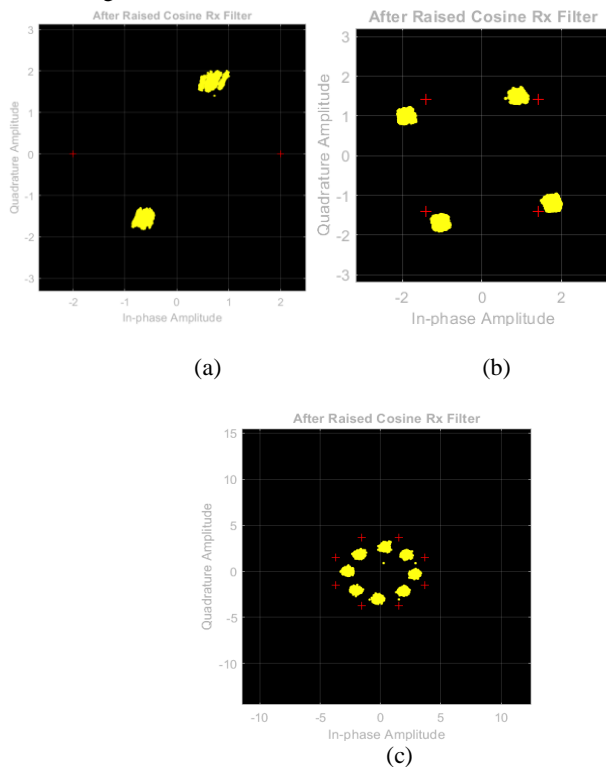 After Raised Cosine Rx Filter
3
2
1
0
-1
-2
-3
Quadrature Amplitude
-2 -1 0 1 2
In-phase Amplitude
(a)
After Raised Cosine Rx Filter
3
2
1
0
-1
-2
-3
Quadrature Amplitude
-2 0 2
In-phase Amplitude
(b)
After Raised Cosine Rx Filter
15
10
5
0
-5
-10
Quadrature Amplitude
-10 -5 0 5 10
In-phase Amplitude
(c)